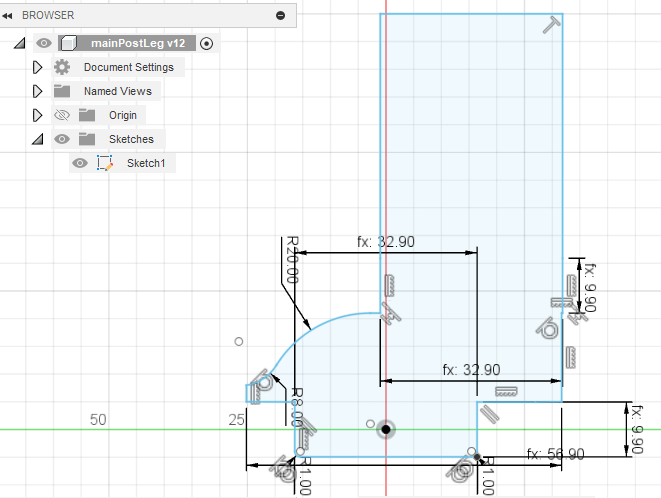 BROWSER
mainPostLeg v12
Document Settings
Named Views
Origin
Sketches
Sketch1
fx: 32.90
R20.00
fx: 9.90
fx: 32.90
R8.00
50
25
fx: 9.90
fx: 56.90
R1.00
R1.00